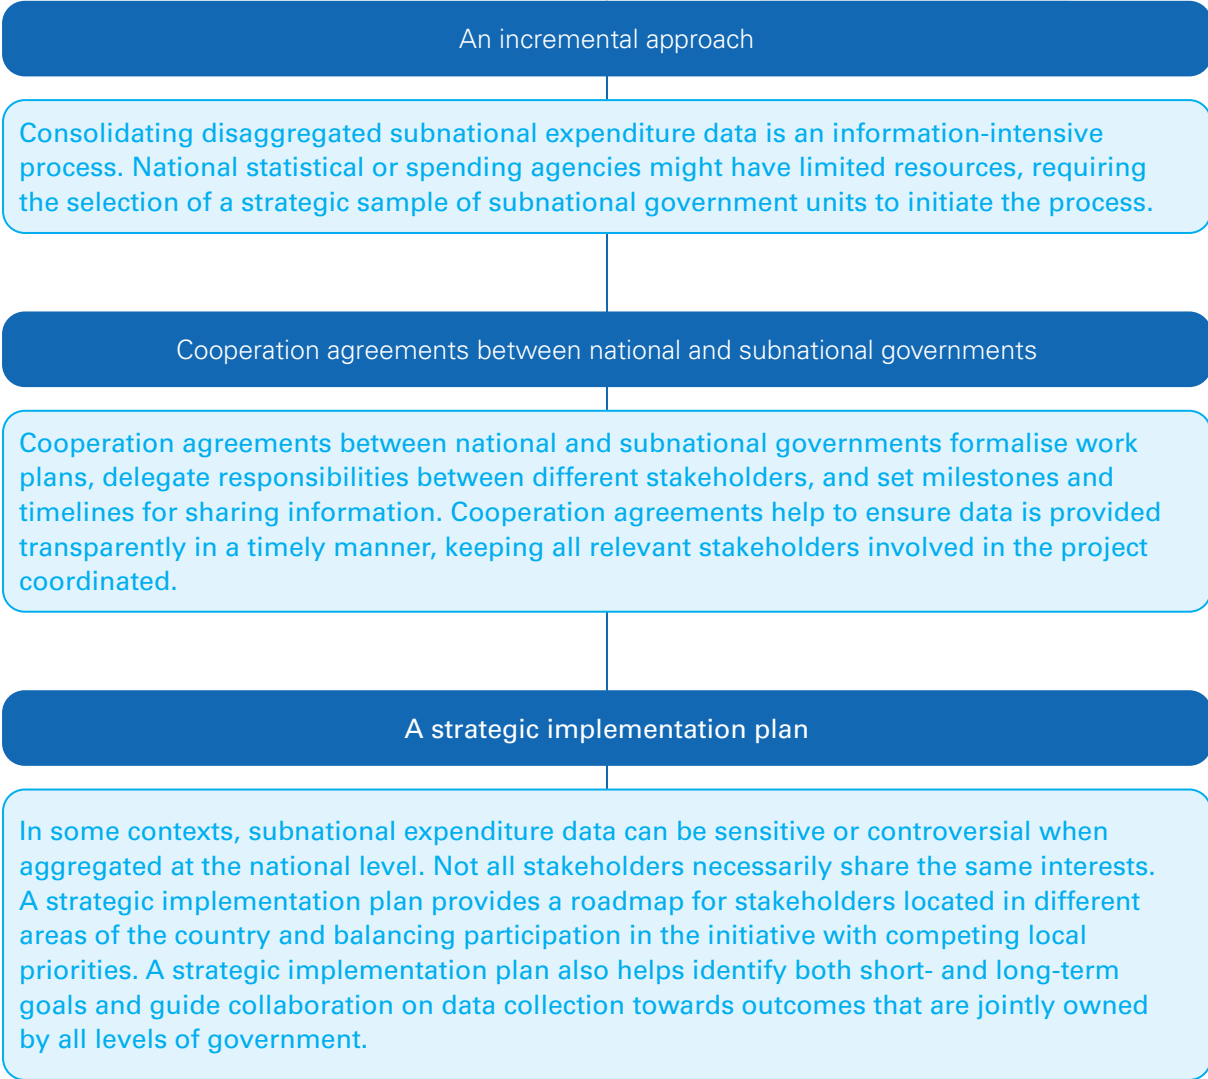 An incremental approach
Consolidating disaggregated subnational expenditure data is an information-intensive
process. National statistical or spending agencies might have limited resources, requiring
the selection of a strategic sample of subnational government units to initiate the process.
Cooperation agreements between national and subnational governments
Cooperation agreements between national and subnational governments formalise work
plans, delegate responsibilities between different stakeholders, and set milestones and
timelines for sharing information. Cooperation agreements help to ensure data is provided
transparently in a timely manner, keeping all relevant stakeholders involved in the project
coordinated.
A strategic implementation plan
In some contexts, subnational expenditure data can be sensitive or controversial when
aggregated at the national level. Not all stakeholders necessarily share the same interests.
A strategic implementation plan provides a roadmap for stakeholders located in different
areas of the country and balancing participation in the initiative with competing local
priorities. A strategic implementation plan also helps identify both short- and long-term
goals and guide collaboration on data collection towards outcomes that are jointly owned
by all levels of government.